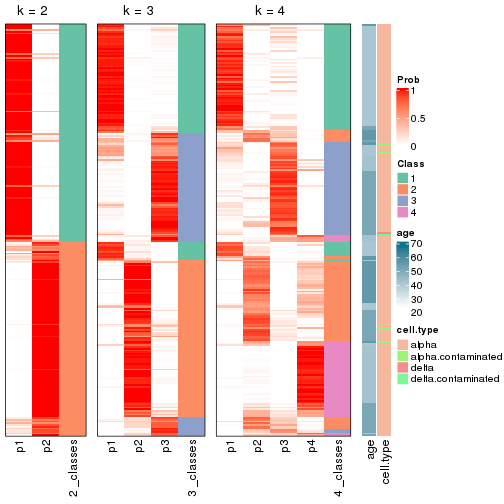 k = 2
k = 3
k = 4
p1
p2
2_classes
p1
p2
p3
3_classes
p1
p2
p3
p4
4_classes
age
cell.type
Prob
1
0.5
0
Class
1
2
3
4
age
70
60
50
40
30
20
cell.type
alpha
alpha.contaminated
delta
delta.contaminated